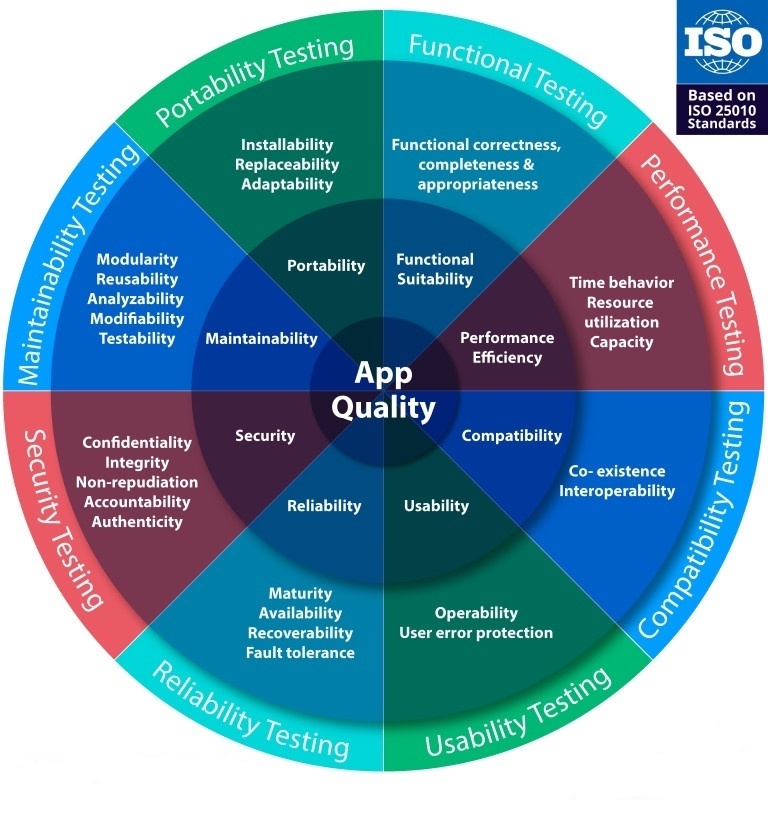 ISO
Based on
ISO 25010
Standards
Portability Testing
Functional Testing
Performance Testing
Compatibility Testing
Usability Testing
Reliability Testing
Security Testing
Maintainability Testing
Installability
Replaceability
Adaptability
Functional correctness,
completeness &
appropriateness
Time behavior
Resource
utilization
Capacity
Co- existence
Interoperability
Operability
User error protection
Maturity
Availability
Recoverability
Fault tolerance
Confidentiality
Integrity
Non-repudiation
Accountability
Authenticity
Modularity
Reusability
Analyzability
Modifiability
Testability
Portability
Functional
Suitability
Performance
Efficiency
Compatibility
Usability
Reliability
Security
Maintainability
App
Quality